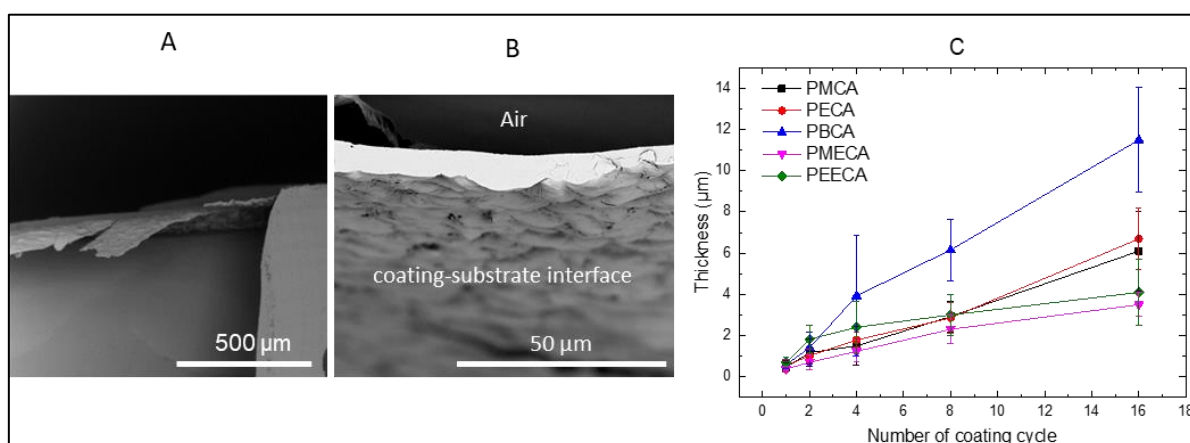 A
B
C
Air
coating-substrate interface
500 µm
50 µm
PMCA
PECA
PBCA
PMECA
PEECA
Thickness (µm)
14
12
10
8
6
4
2
0
0 2 4 6 8 10 12 14 16 18
Number of coating cycle